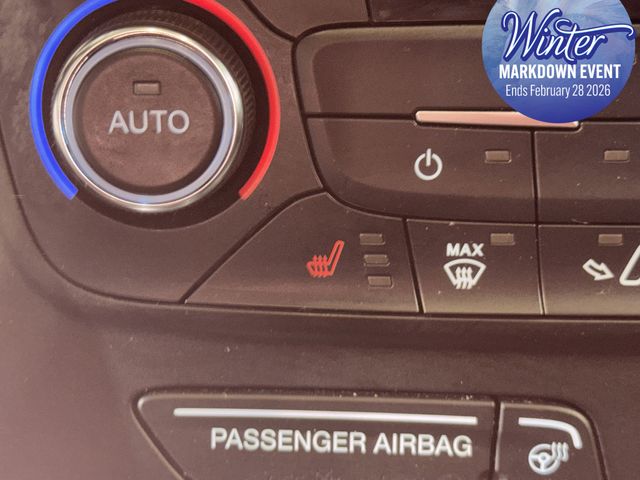 Winter
MARKDOWN EVENT
Ends February 28 2026
AUTO
MAX
PASSENGER AIRBAG